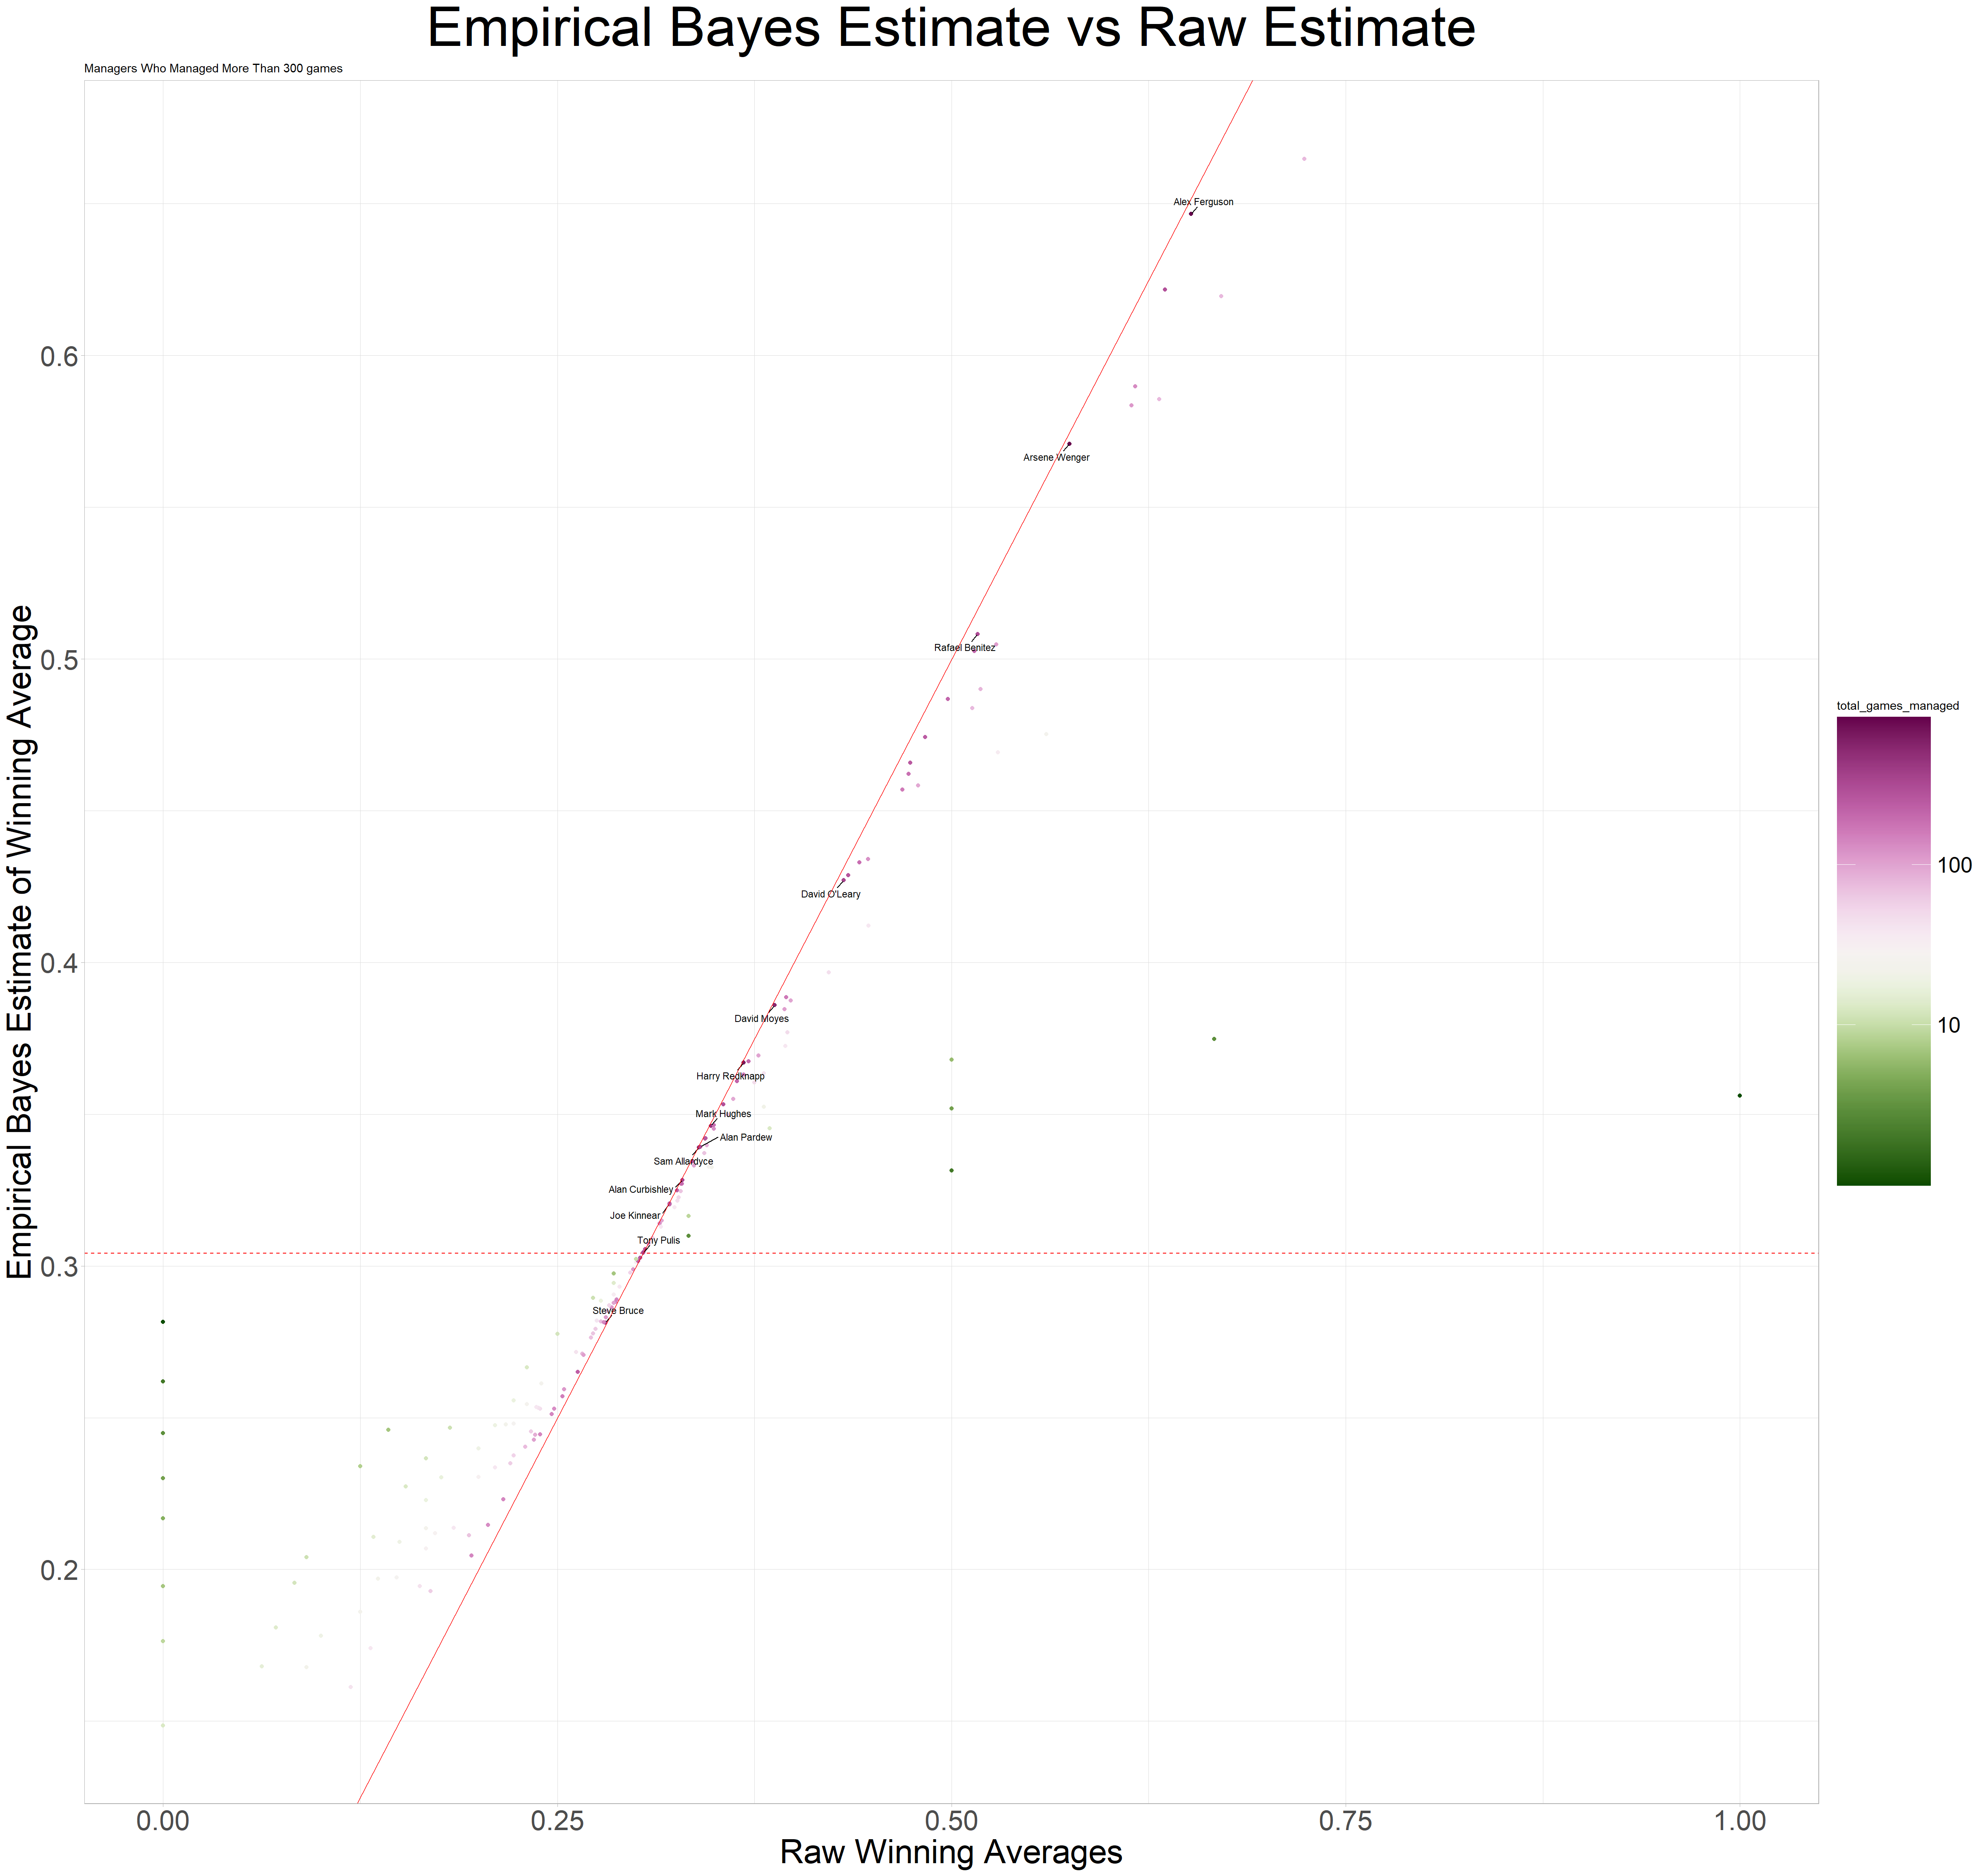 Empirical Bayes Estimate vs Raw Estimate
Managers Who Managed More Than 300 games
Empirical Bayes Estimate of Winning Average
0.6
0.5
0.4
0.3
0.2
Alex Ferguson
Arsene Wenger
Rafael Benitez
David O'Leary
David Moyes
Harry Redknapp
Mark Hughes
Alan Pardew
Sam Allardyce
Alan Curbishley
Joe Kinnear
Tony Pulis
Steve Bruce
total_games_managed
100
10
0.00 0.25 0.50 0.75 1.00
Raw Winning Averages